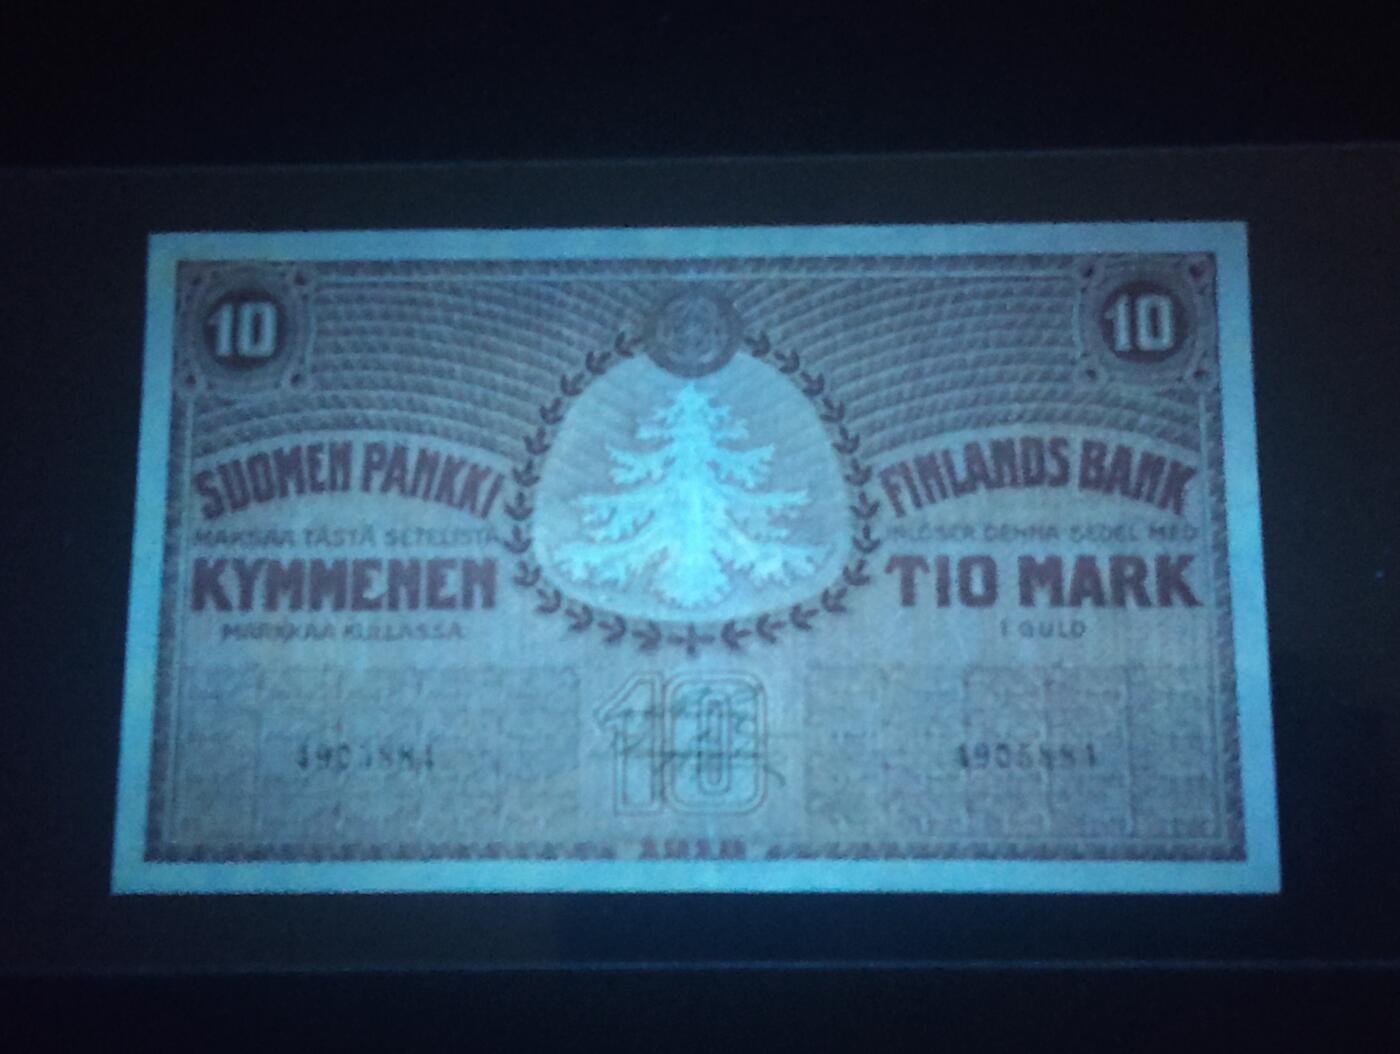 10
10
SUOMEN PANKKI
FINLANDS BANK
MAKSAA TÄSTÄ SETELISTÄ
INLÖSER DENNA SEDEL MED
KYMMENEN
TIO MARK
MARKKAA KULLASSA
I GULD
10
4905881